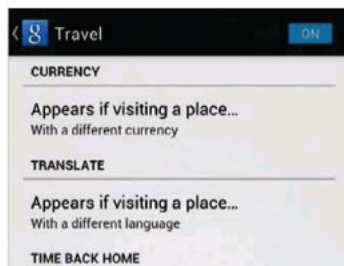 Travel
ON
CURRENCY
Appears if visiting a place...
With a different currency
TRANSLATE
Appears if visiting a place...
With a different language
TIME BACK HOME